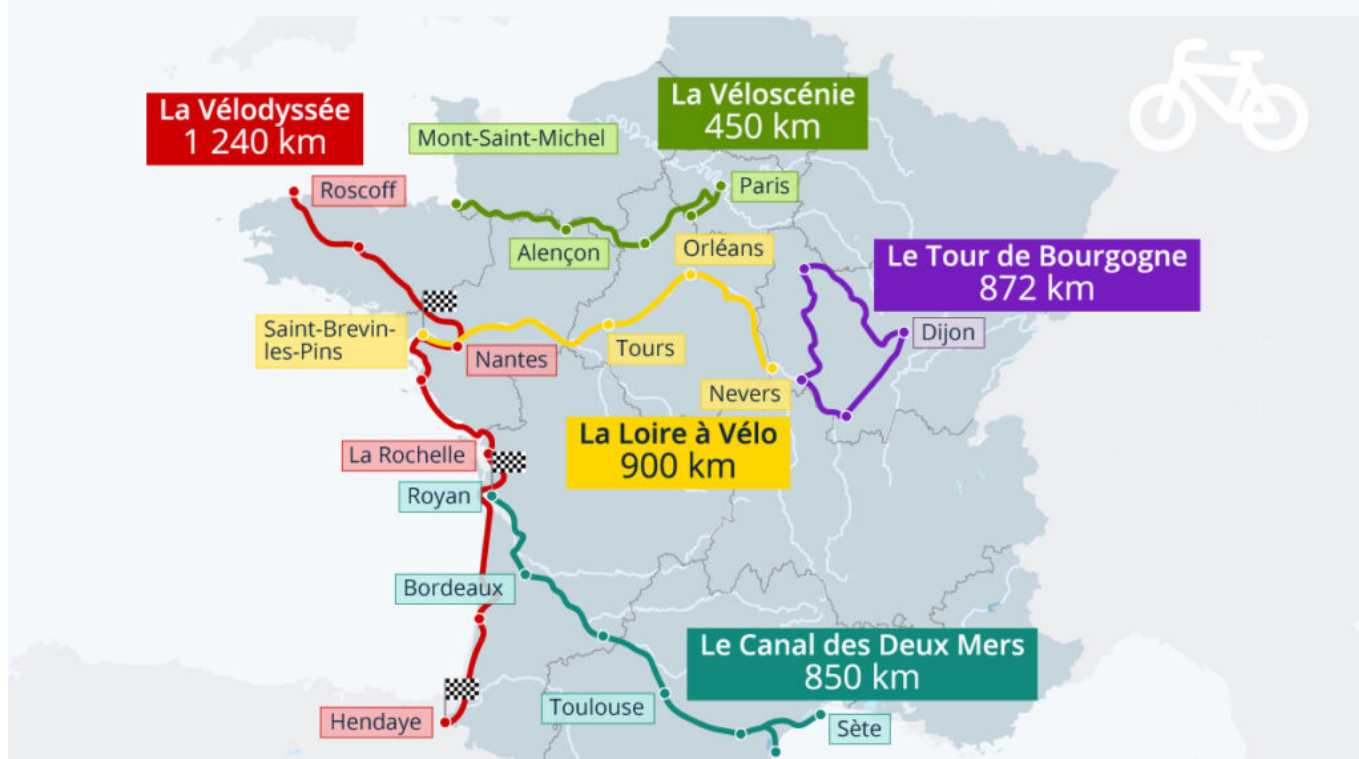 La Vélodyssée
1 240 km
La Véloscénie
450 km
Mont-Saint-Michel
Roscoff
Paris
Alençon
Orléans
Le Tour de Bourgogne
872 km
Saint-Brevin-
les-Pins
Nantes
Tours
Dijon
Nevers
La Loire à Vélo
900 km
La Rochelle
Royan
Bordeaux
Le Canal des Deux Mers
850 km
Toulouse
Hendaye
Sète